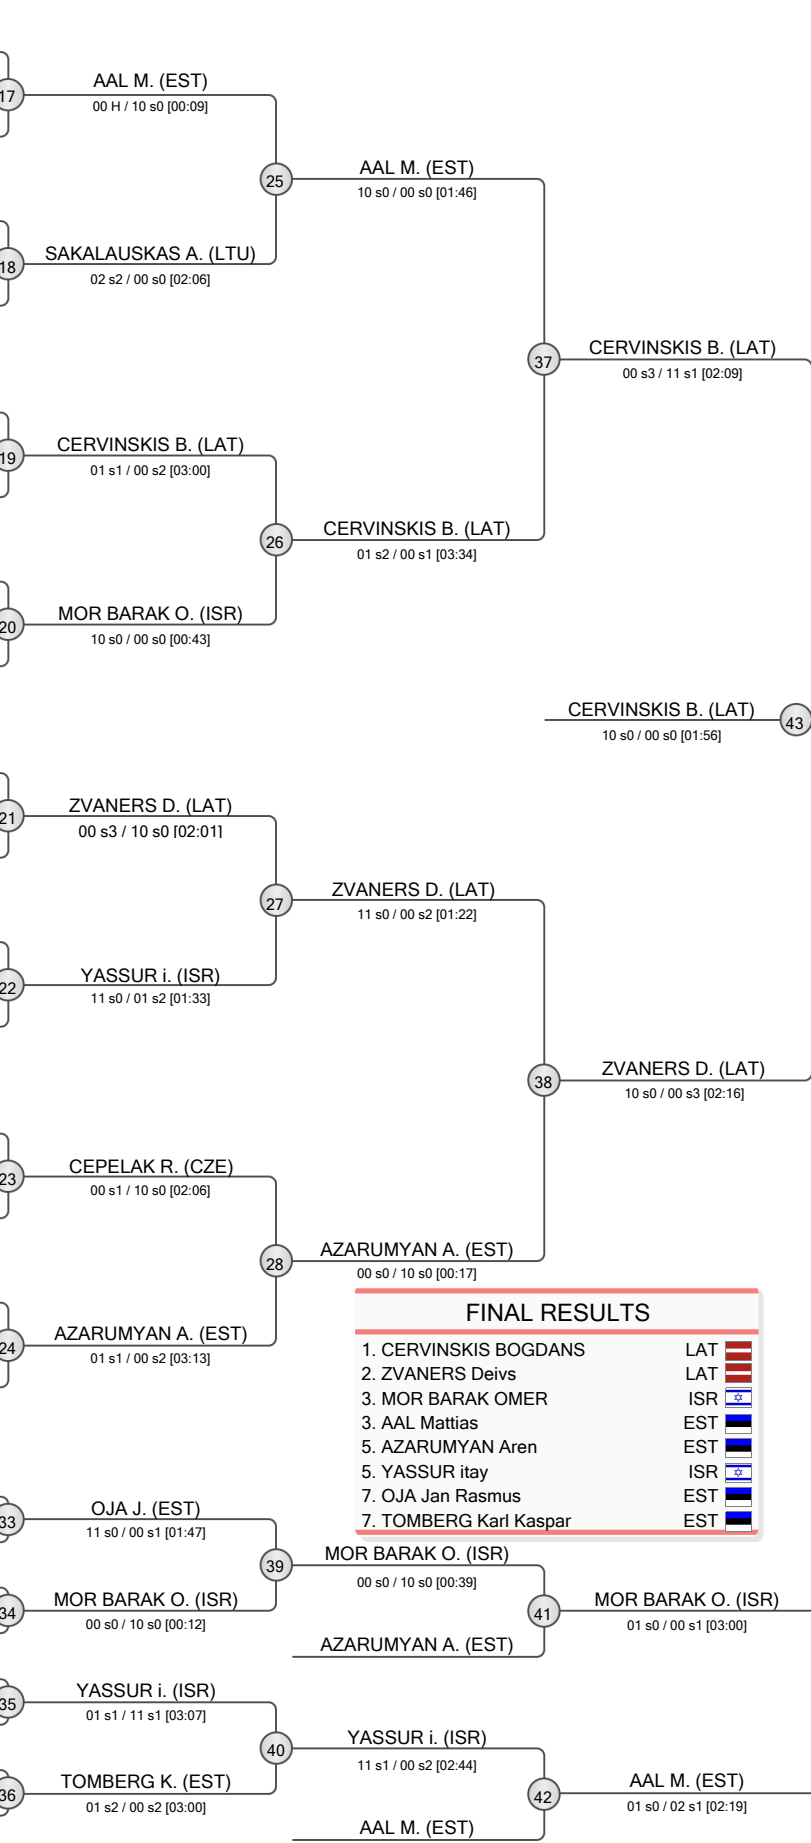 AAL M. (EST)
17
00 H / 10 s0 [00:09]
AAL M. (EST)
25
10 s0 / 00 s0 [01:46]
SAKALAUSKAS A. (LTU)
18
02 s2 / 00 s0 [02:06]
CERVINSKIS B. (LAT)
37
00 s3 / 11 s1 [02:09]
CERVINSKIS B. (LAT)
19
01 s1 / 00 s2 [03:00]
CERVINSKIS B. (LAT)
26
01 s2 / 00 s1 [03:34]
MOR BARAK O. (ISR)
20
10 s0 / 00 s0 [00:43]
CERVINSKIS B. (LAT)
43
10 s0 / 00 s0 [01:56]
ZVANERS D. (LAT)
21
00 s3 / 10 s0 [02:01]
ZVANERS D. (LAT)
27
11 s0 / 00 s2 [01:22]
YASSUR i. (ISR)
22
11 s0 / 01 s2 [01:33]
ZVANERS D. (LAT)
38
10 s0 / 00 s3 [02:16]
CEPELAK R. (CZE)
23
00 s1 / 10 s0 [02:06]
AZARUMYAN A. (EST)
28
00 s0 / 10 s0 [00:17]
AZARUMYAN A. (EST)
24
01 s1 / 00 s2 [03:13]
FINAL RESULTS
1. CERVINSKIS BOGDANS LAT
2. ZVANERS Deivs LAT
3. MOR BARAK OMER ISR
3. AAL Mattias EST
5. AZARUMYAN Aren EST
5. YASSUR itay ISR
7. OJA Jan Rasmus EST
7. TOMBERG Karl Kaspar EST
OJA J. (EST)
33
11 s0 / 00 s1 [01:47]
MOR BARAK O. (ISR)
39
00 s0 / 10 s0 [00:39]
MOR BARAK O. (ISR)
34
00 s0 / 10 s0 [00:12]
MOR BARAK O. (ISR)
41
01 s0 / 00 s1 [03:00]
AZARUMYAN A. (EST)
YASSUR i. (ISR)
35
01 s1 / 11 s1 [03:07]
YASSUR i. (ISR)
40
11 s1 / 00 s2 [02:44]
TOMBERG K. (EST)
36
01 s2 / 00 s2 [03:00]
AAL M. (EST)
42
01 s0 / 02 s1 [02:19]
AAL M. (EST)